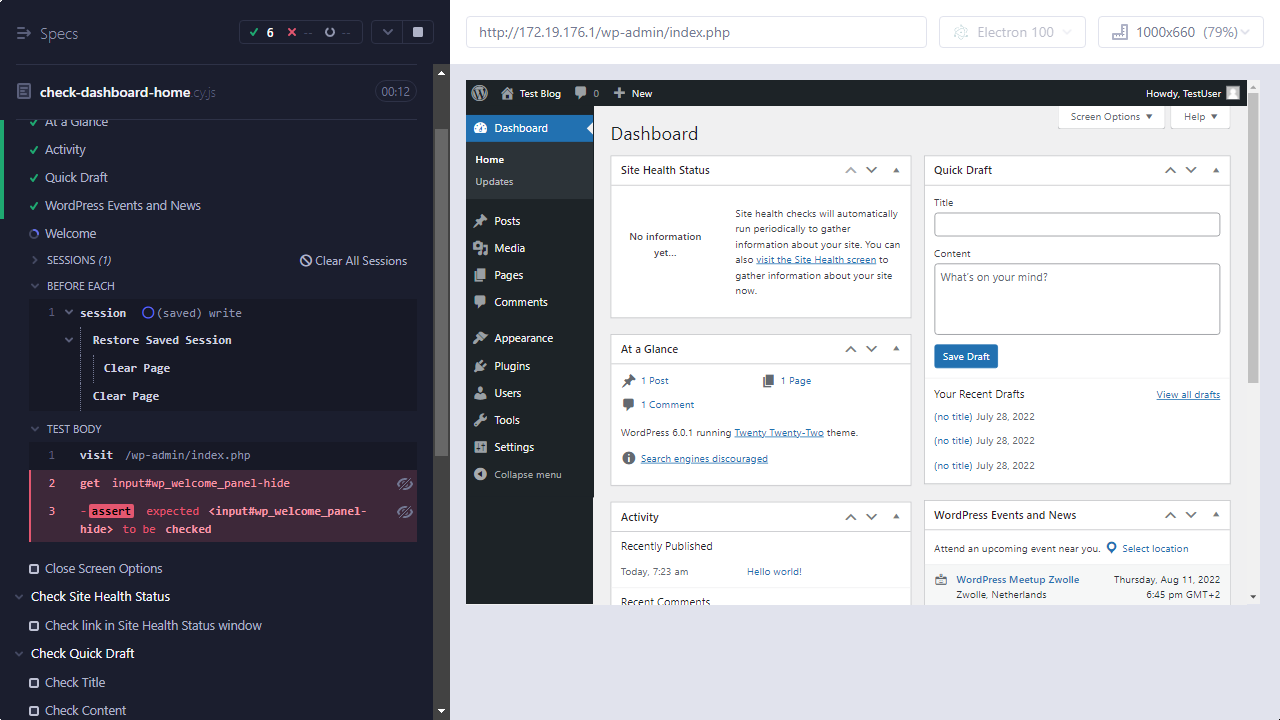 Specs
6 -- --
check-dashboard-home.cy.js 00:12
At a Glance
Activity
Quick Draft
WordPress Events and News
Welcome
SESSIONS (1) Clear All Sessions
BEFORE EACH
1 session (saved) write
Restore Saved Session
Clear Page
Clear Page
TEST BODY
1 visit /wp-admin/index.php
2 get input#wp_welcome_panel-hide
3 -assert expected <input#wp_welcome_panel-
hide> to be checked
Close Screen Options
Check Site Health Status
Check link in Site Health Status window
Check Quick Draft
Check Title
Check Content
http://172.19.176.1/wp-admin/index.php
Electron 100
1000x660 (79%)
Test Blog 0 New
Howdy, TestUser
Dashboard
Home
Updates
Posts
Media
Pages
Comments
Appearance
Plugins
Users
Tools
Settings
Collapse menu
Screen Options ▼
Help ▼
Dashboard
Site Health Status
No information
yet...
Site health checks will automatically
run periodically to gather
information about your site. You can
also visit the Site Health screen to
gather information about your site
now.
At a Glance
1 Post 1 Page
1 Comment
WordPress 6.0.1 running Twenty Twenty-Two theme.
Search engines discouraged
Activity
Recently Published
Today, 7:23 am Hello world!
Recent Comments
Quick Draft
Title
Content
What's on your mind?
Save Draft
Your Recent Drafts View all drafts
(no title) July 28, 2022
(no title) July 28, 2022
(no title) July 28, 2022
WordPress Events and News
Attend an upcoming event near you. Select location
WordPress Meetup Zwolle Thursday, Aug 11, 2022
Zwolle, Netherlands 6:45 pm GMT+2